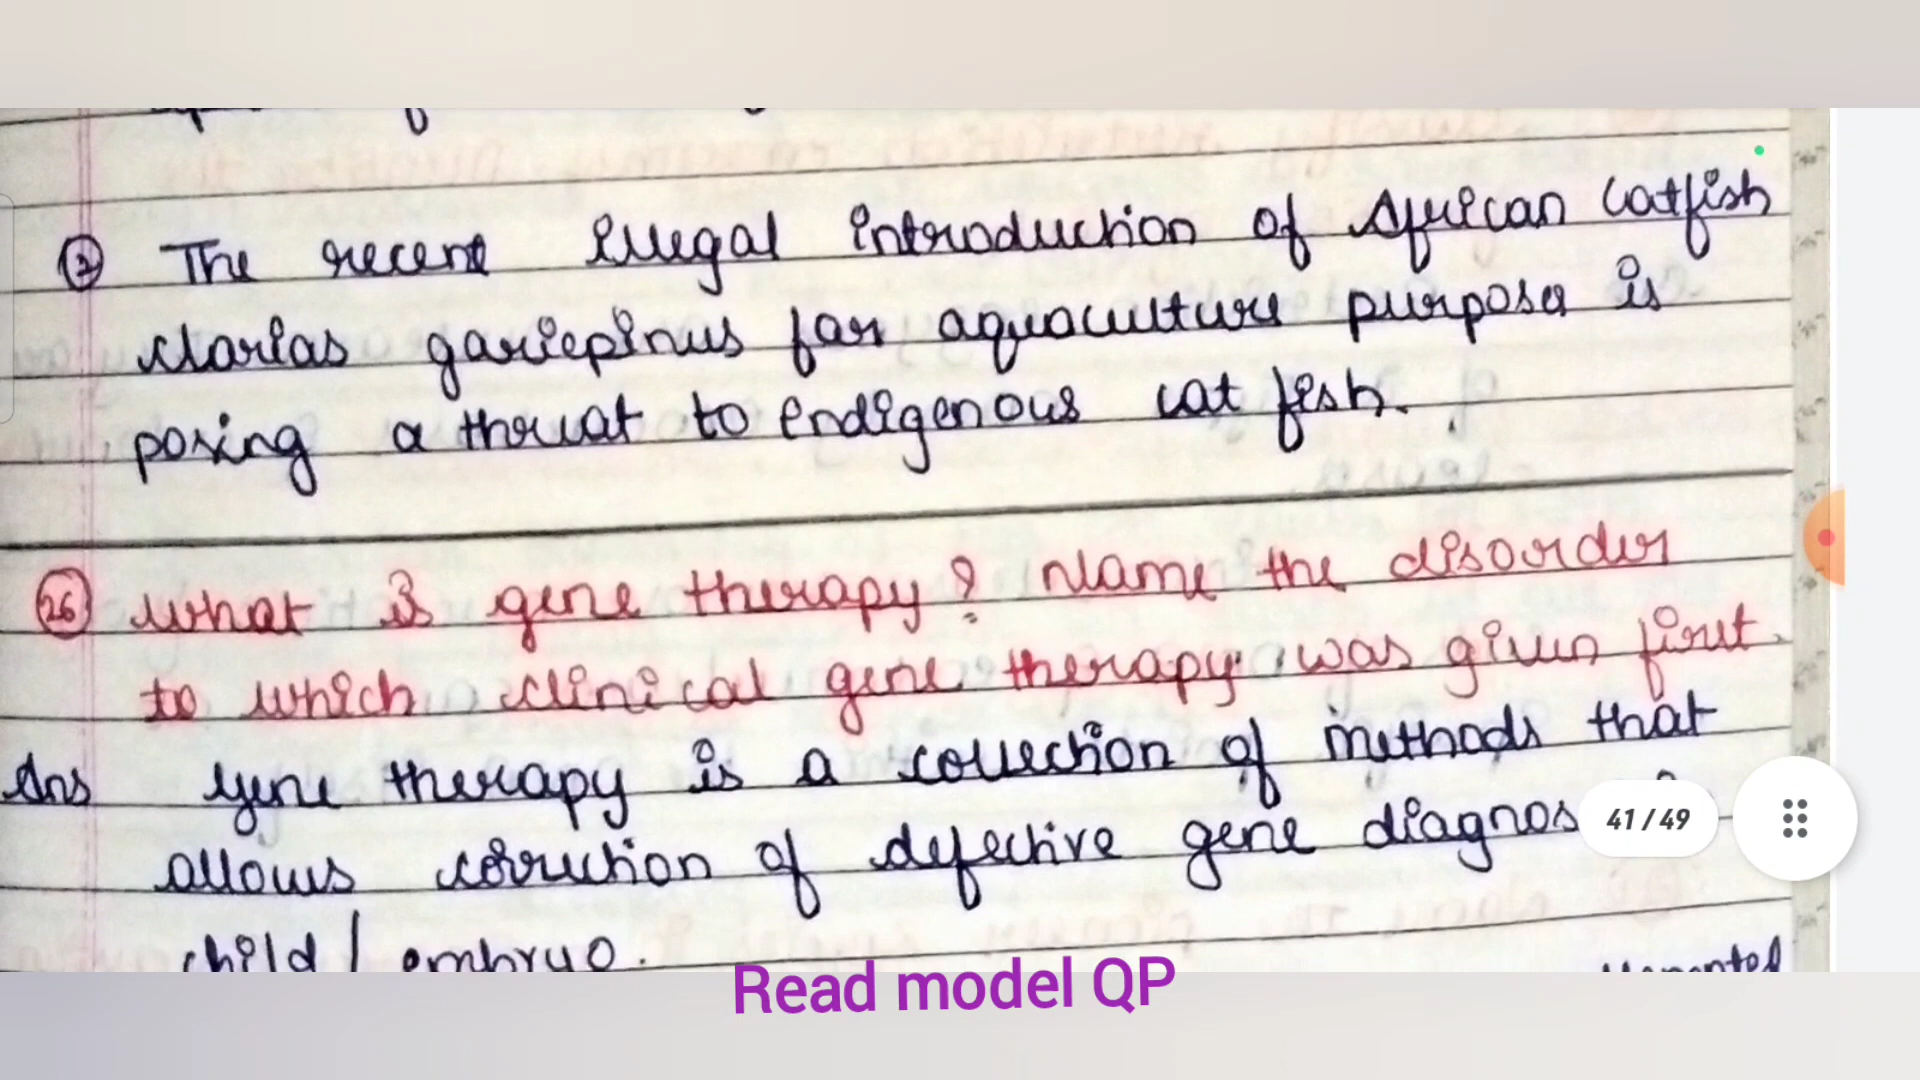 ② The recent illegal introduction of African Catfish
clarias gariepinus for aquaculture purpose is
posing a threat to endigenous cat fish.
㉖ What is gene therapy? Name the disorder
to which clinical gene therapy was given first.
Ans Gene therapy is a collection of methods that
allows correction of defective gene
41 / 49
child / embryo.
Read model QP